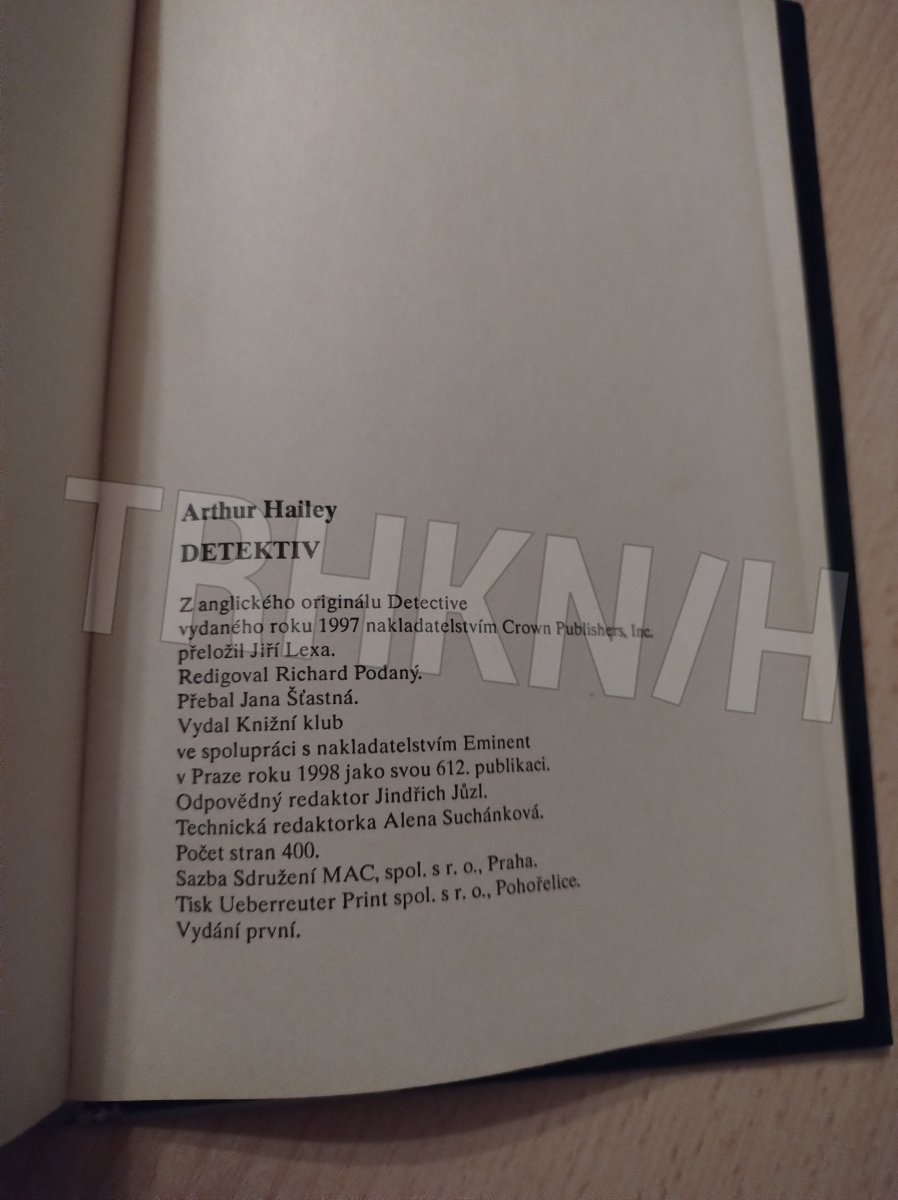 Arthur Hailey
DETEKTIV
Z anglického originálu Detective
vydaného roku 1997 nakladatelstvím Crown Publishers, Inc.
přeložil Jiří Lexa.
Redigoval Richard Podaný.
Přebal Jana Šťastná.
Vydal Knižní klub
ve spolupráci s nakladatelstvím Eminent
v Praze roku 1998 jako svou 612. publikaci.
Odpovědný redaktor Jindřich Jůzl.
Technická redaktorka Alena Suchánková.
Počet stran 400.
Sazba Sdružení MAC, spol. s r. o., Praha.
Tisk Ueberreuter Print spol. s r. o., Pohořelice.
Vydání první.
TBHKN/H